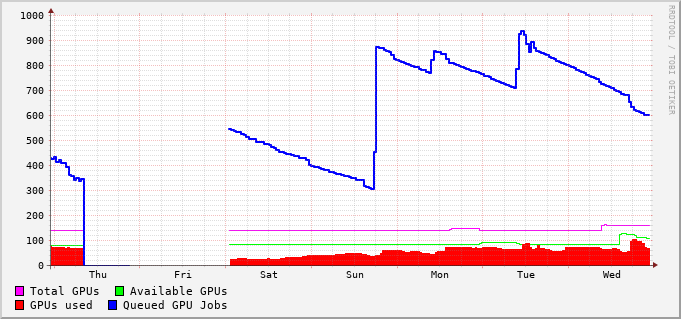 1000
900
800
700
600
500
400
300
200
100
0
Thu Fri Sat Sun Mon Tue Wed
Total GPUs Available GPUs
GPUs used Queued GPU Jobs
RRDTOOL / TOBI OETIKER